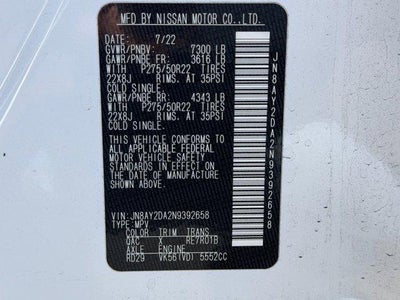 MFD BY NISSAN MOTOR CO.,LTD.
DATE: 7/22
GVWR/PNBV: 7300 LB
GAWR/PNBE FR: 3616 LB
WITH P275/50R22 TIRES
22X8J RIMS. AT 35PSI
COLD SINGLE.
GAWR/PNBE RR: 4343 LB
WITH P275/50R22 TIRES
22X8J RIMS. AT 35PSI
COLD SINGLE.
THIS VEHICLE CONFORMS TO
ALL APPLICABLE FEDERAL
MOTOR VEHICLE SAFETY
STANDARDS IN EFFECT ON
THE DATE OF MANUFACTURE
SHOWN ABOVE.
VIN: JN8AY2DA2N9392658
TYPE: MPV
COLOR TRIM TRANS
QAC X RE7R01B
AXLE ENGINE
RD29 VK56(VD) 5552CC
JN8AY2DA2N9392658